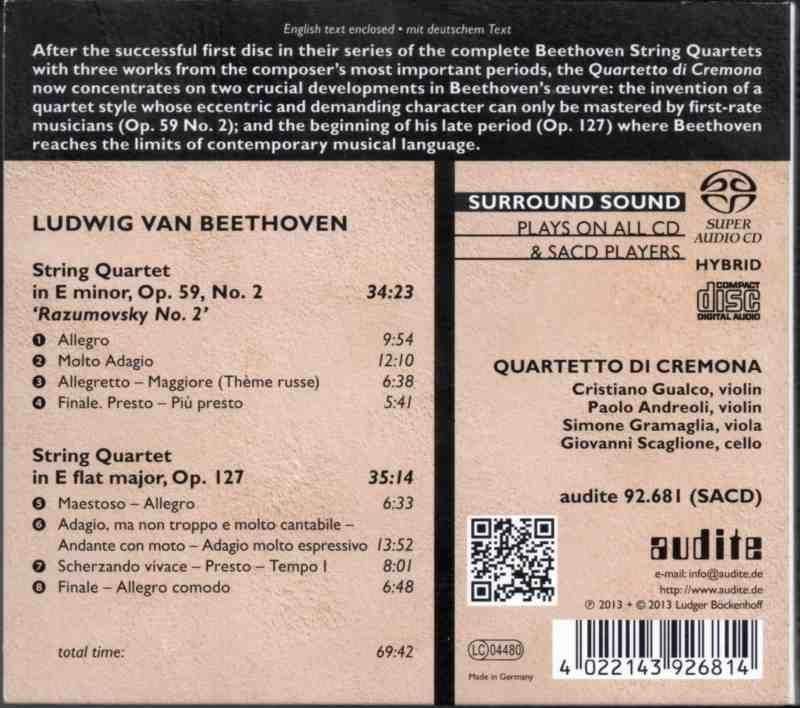 English text enclosed • mit deutschem Text
After the successful first disc in their series of the complete Beethoven String Quartets
with three works from the composer's most important periods, the Quartetto di Cremona
now concentrates on two crucial developments in Beethoven's œuvre: the invention of a
quartet style whose eccentric and demanding character can only be mastered by first-rate
musicians (Op. 59 No. 2); and the beginning of his late period (Op. 127) where Beethoven
reaches the limits of contemporary musical language.
LUDWIG VAN BEETHOVEN
String Quartet
in E minor, Op. 59, No. 2 34:23
'Razumovsky No. 2'
1 Allegro 9:54
2 Molto Adagio 12:10
3 Allegretto – Maggiore (Thème russe) 6:38
4 Finale. Presto – Più presto 5:41
String Quartet
in E flat major, Op. 127 35:14
5 Maestoso – Allegro 6:33
6 Adagio, ma non troppo e molto cantabile –
Andante con moto – Adagio molto espressivo 13:52
7 Scherzando vivace – Presto – Tempo I 8:01
8 Finale – Allegro comodo 6:48
total time: 69:42
SURROUND SOUND
PLAYS ON ALL CD
& SACD PLAYERS
SUPER
AUDIO CD
HYBRID
COMPACT
disc
DIGITAL AUDIO
QUARTETTO DI CREMONA
Cristiano Gualco, violin
Paolo Andreoli, violin
Simone Gramaglia, viola
Giovanni Scaglione, cello
audite 92.681 (SACD)
audite
e-mail: info@audite.de
http://www.audite.de
℗ 2013 + © 2013 Ludger Böckenhoff
LC 04480
Made in Germany
4 022143 926814